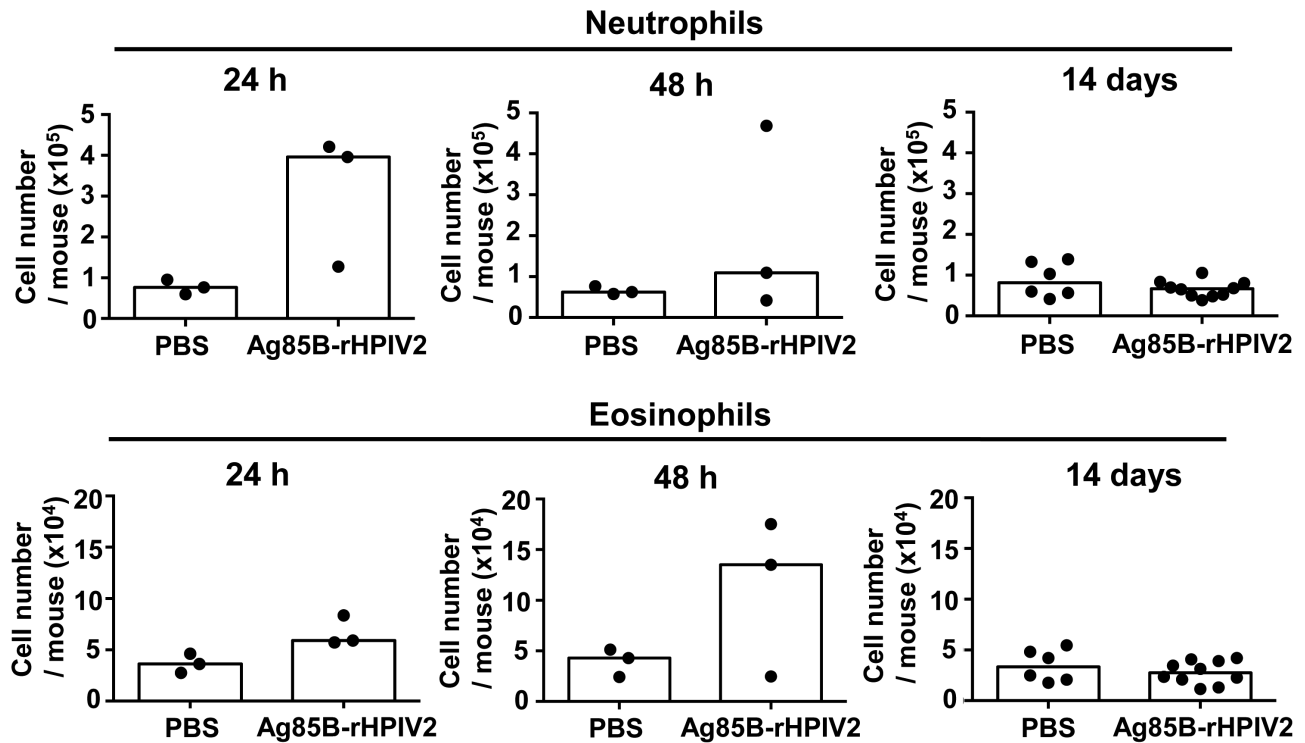 Neutrophils
24 h
48 h
14 days
Cell number
/ mouse (x10⁵)
5
4
3
2
1
0
PBS
Ag85B-rHPIV2
Cell number
/ mouse (x10⁵)
5
4
3
2
1
0
PBS
Ag85B-rHPIV2
Cell number
/ mouse (x10⁵)
5
4
3
2
1
0
PBS
Ag85B-rHPIV2
Eosinophils
24 h
48 h
14 days
Cell number
/ mouse (x10⁴)
20
15
10
5
0
PBS
Ag85B-rHPIV2
Cell number
/ mouse (x10⁴)
20
15
10
5
0
PBS
Ag85B-rHPIV2
Cell number
/ mouse (x10⁴)
20
15
10
5
0
PBS
Ag85B-rHPIV2